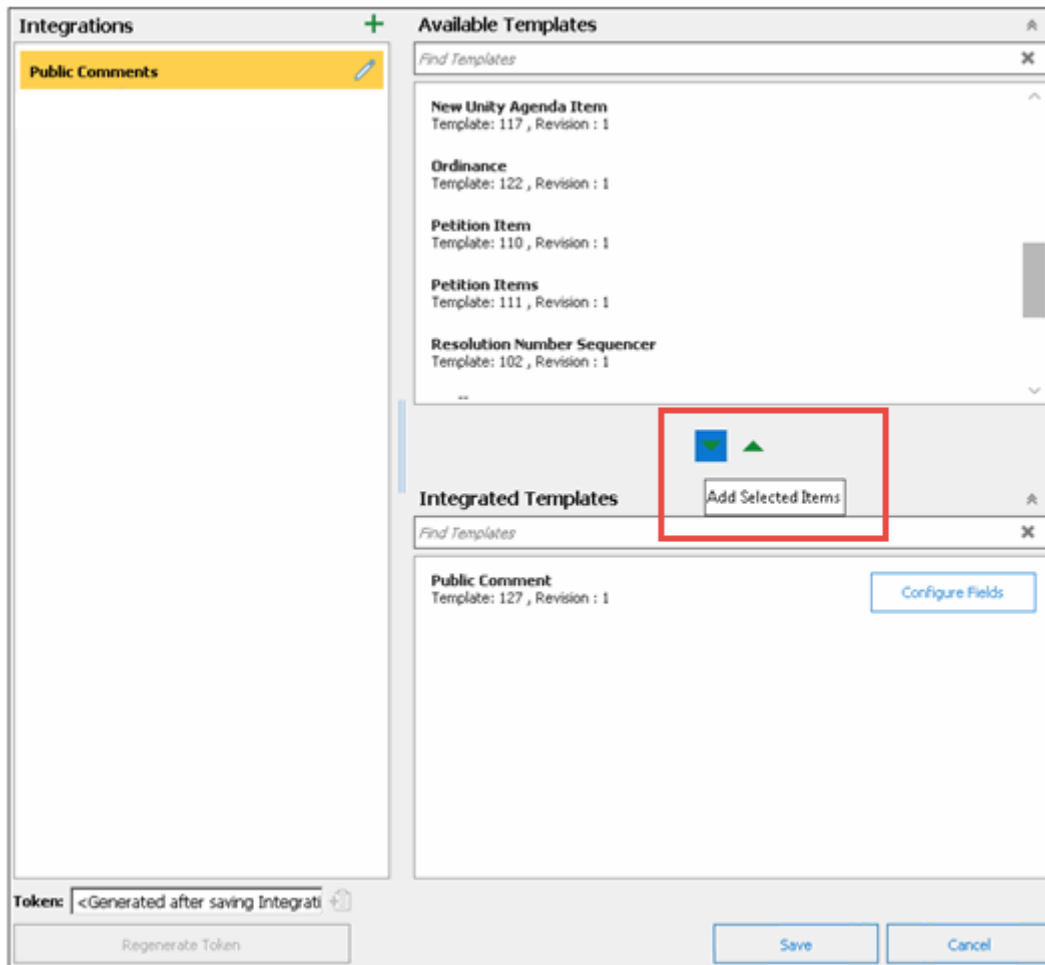 Integrations
Public Comments
Available Templates
Find Templates
New Unity Agenda Item
Template: 117 , Revision : 1
Ordinance
Template: 122 , Revision : 1
Petition Item
Template: 110 , Revision : 1
Petition Items
Template: 111 , Revision : 1
Resolution Number Sequencer
Template: 102 , Revision : 1
Add Selected Items
Integrated Templates
Find Templates
Public Comment
Template: 127 , Revision : 1
Configure Fields
Token: <Generated after saving Integrati
Regenerate Token
Save
Cancel